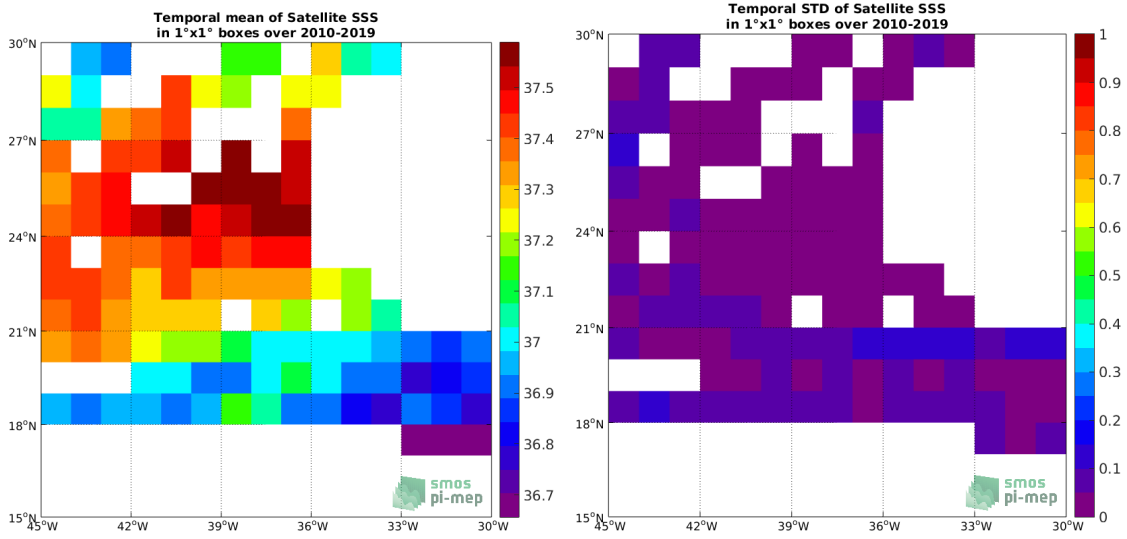 Temporal mean of Satellite SSS
in 1°x1° boxes over 2010-2019
30°N
27°N
24°N
21°N
18°N
15°N
45°W
42°W
39°W
36°W
33°W
30°W
37.5
37.4
37.3
37.2
37.1
37
36.9
36.8
36.7
smos
pi-mep
Temporal STD of Satellite SSS
in 1°x1° boxes over 2010-2019
30°N
27°N
24°N
21°N
18°N
15°N
45°W
42°W
39°W
36°W
33°W
30°W
1
0.9
0.8
0.7
0.6
0.5
0.4
0.3
0.2
0.1
0
smos
pi-mep